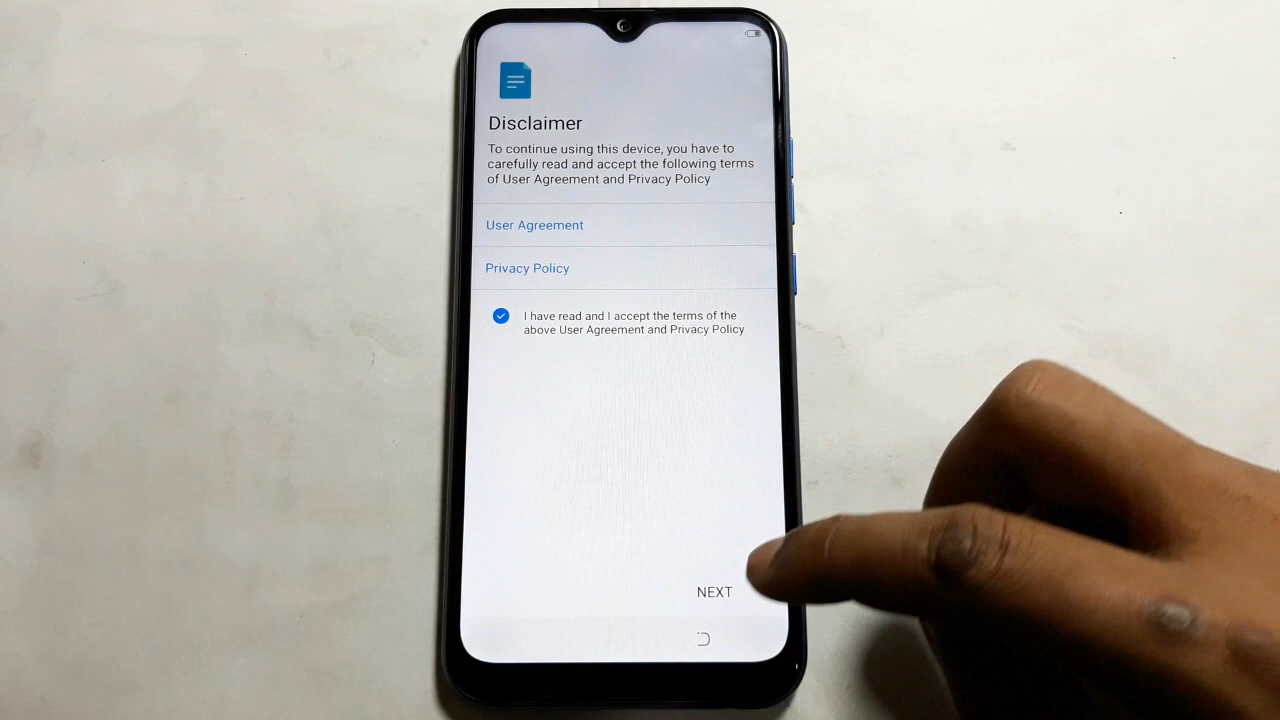 Disclaimer
To continue using this device, you have to
carefully read and accept the following terms
of User Agreement and Privacy Policy
User Agreement
Privacy Policy
I have read and I accept the terms of the
above User Agreement and Privacy Policy
NEXT